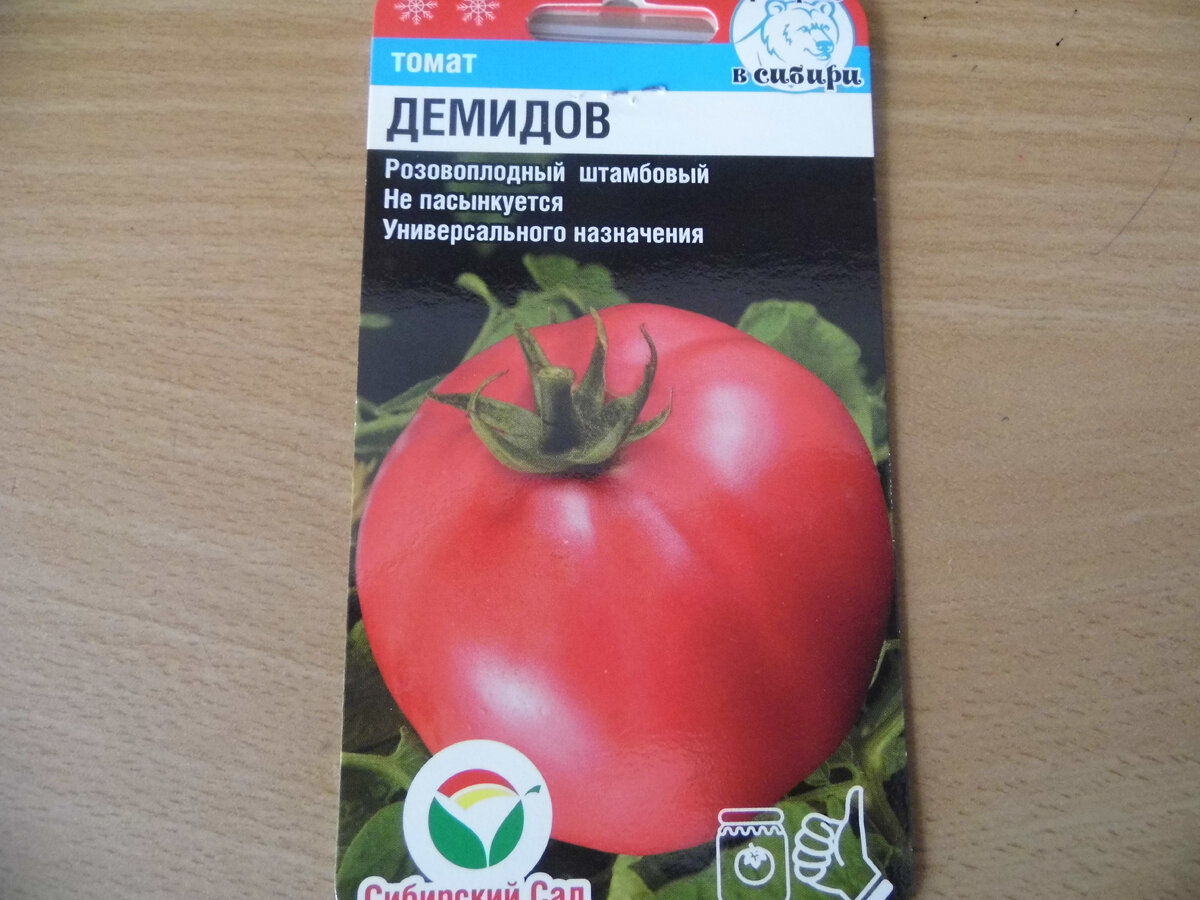 в сибири
томат
ДЕМИДОВ
Розовоплодный штамбовый
Не пасынкуется
Универсального назначения
Сибирский Сад